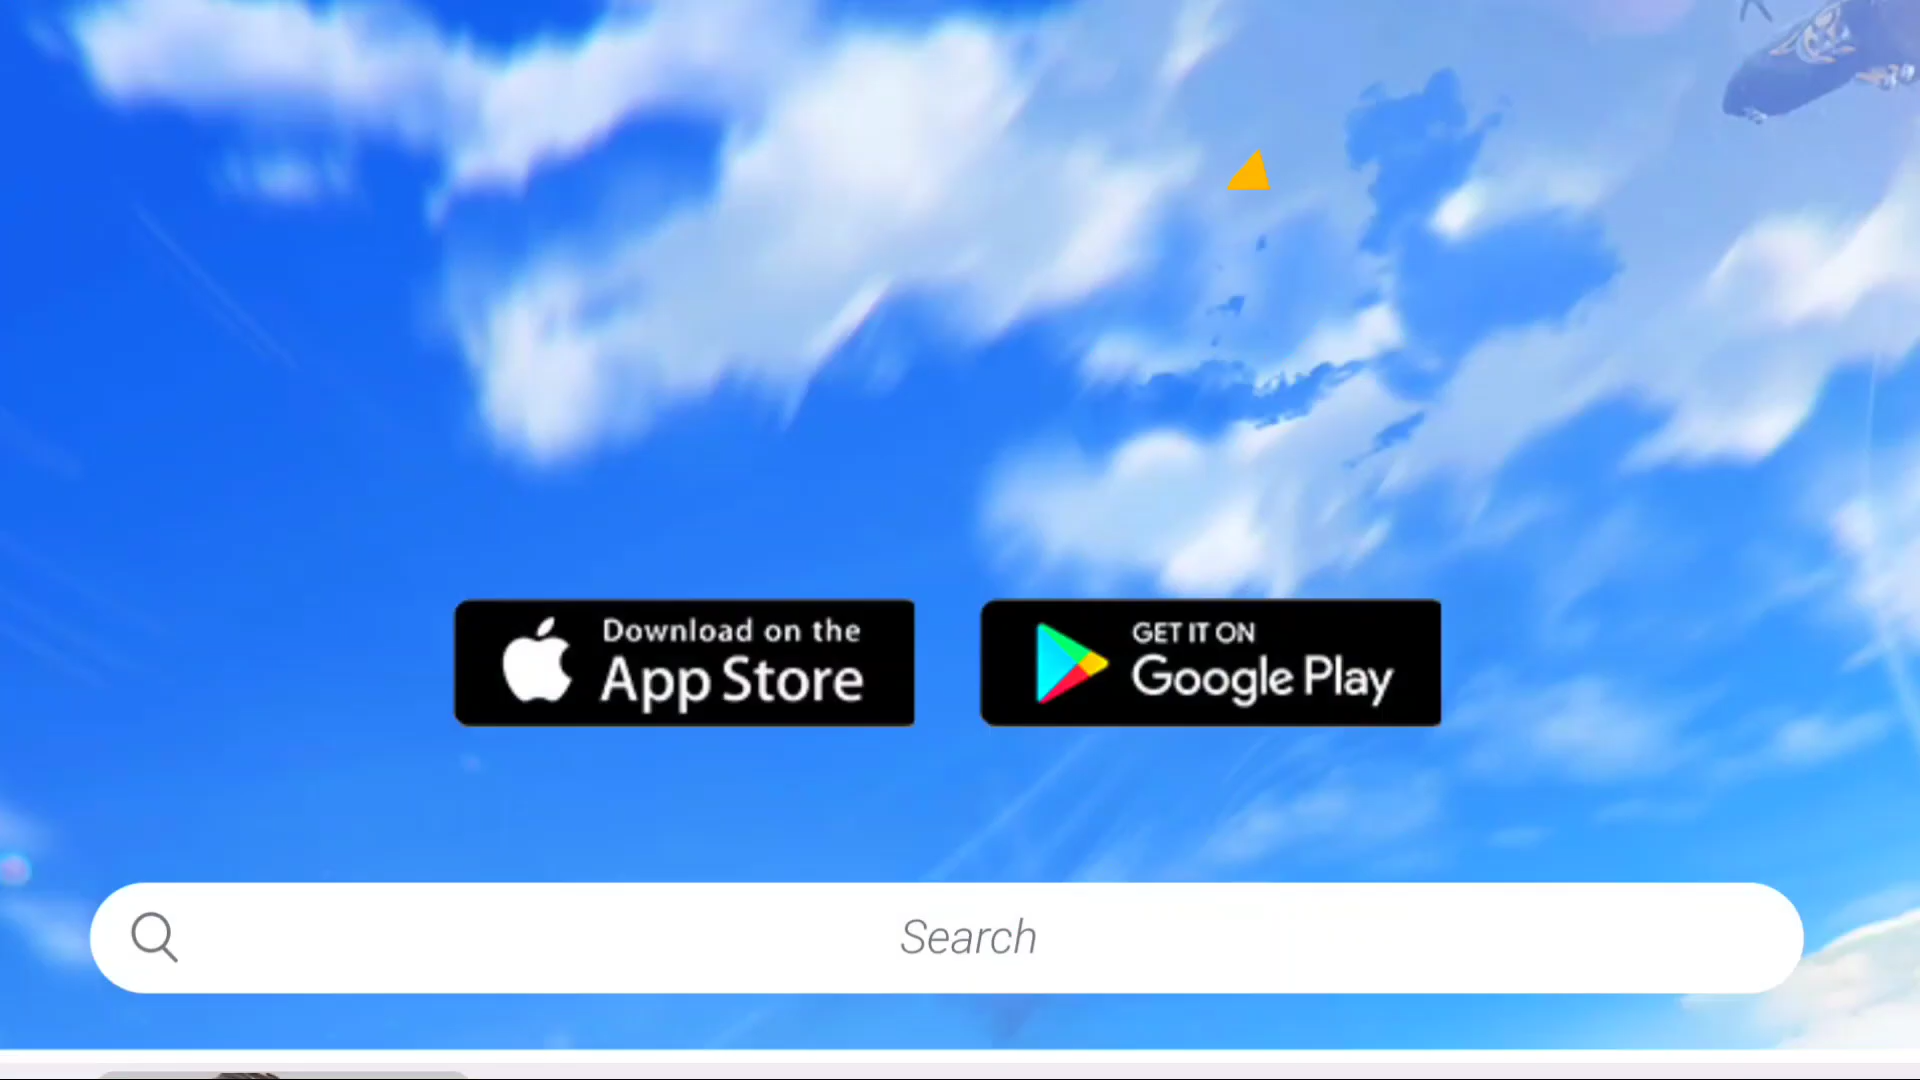 Download on the
App Store
GET IT ON
Google Play
Search